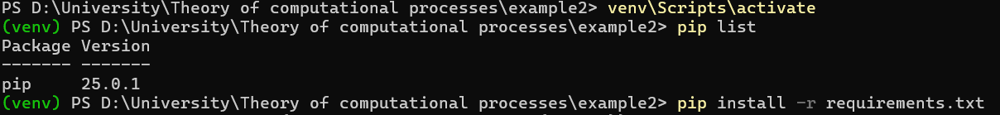 PS D:\University\Theory of computational processes\example2> venv\Scripts\activate
(venv) PS D:\University\Theory of computational processes\example2> pip list
Package Version
------- -------
pip     25.0.1
(venv) PS D:\University\Theory of computational processes\example2> pip install -r requirements.txt